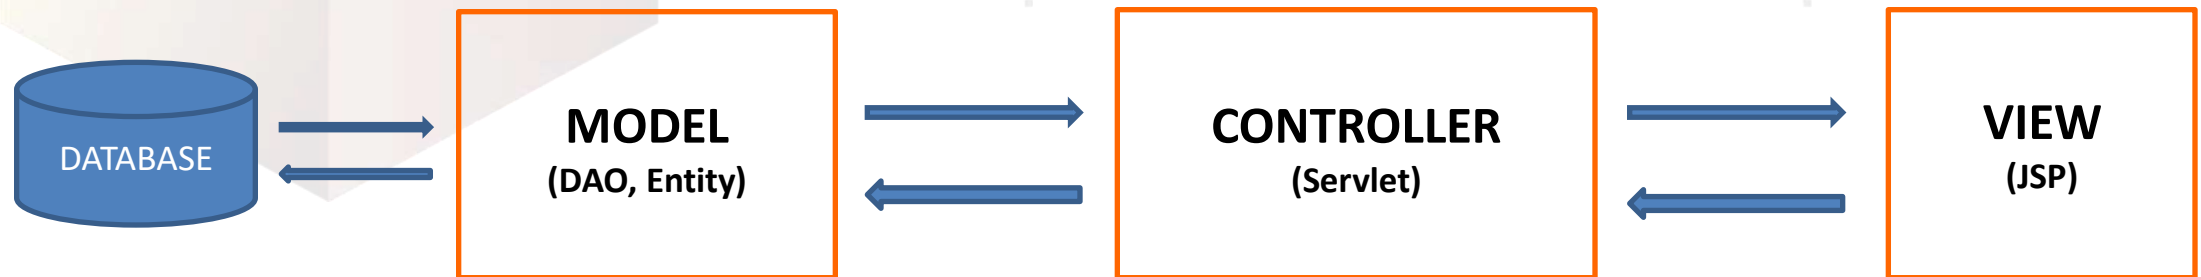 DATABASE
MODEL
(DAO, Entity)
CONTROLLER
(Servlet)
VIEW
(JSP)